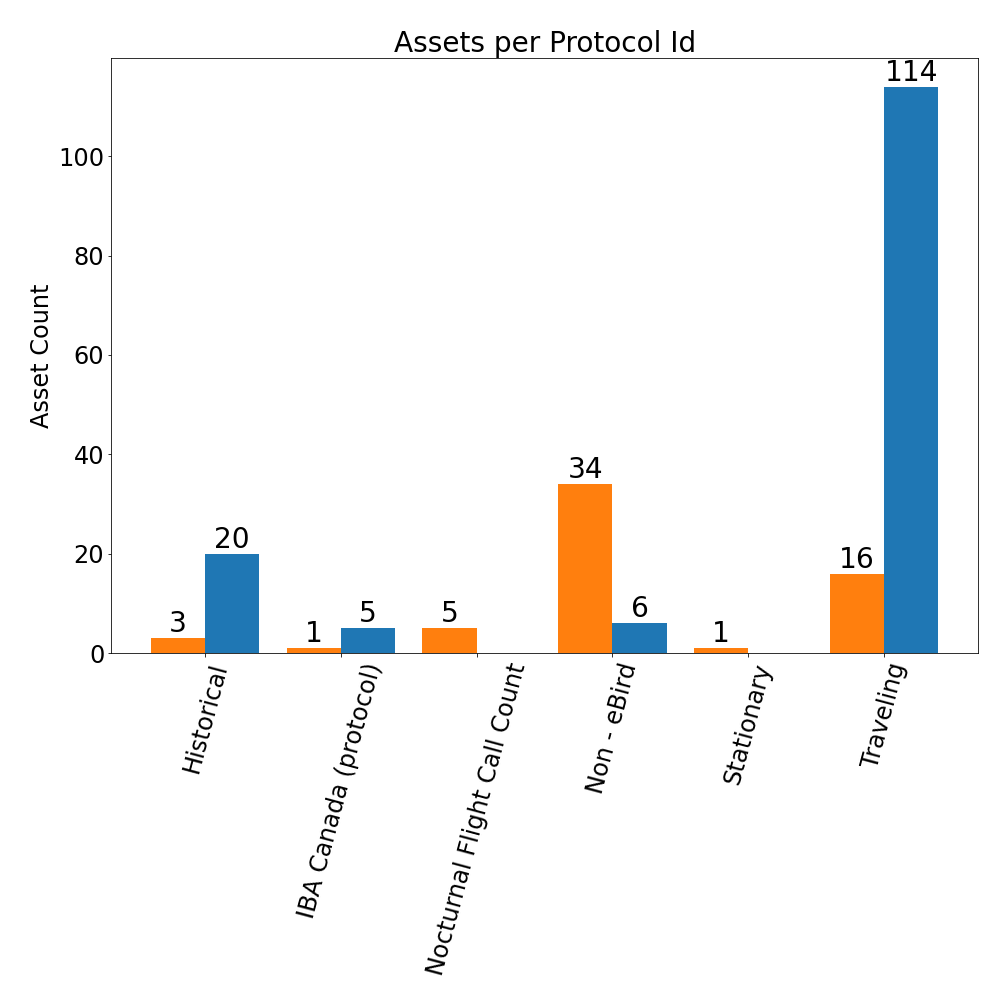 Assets per Protocol Id
Asset Count
100
80
60
40
20
0
3
20
1
5
5
34
6
1
16
114
Historical
IBA Canada (protocol)
Nocturnal Flight Call Count
Non - eBird
Stationary
Traveling